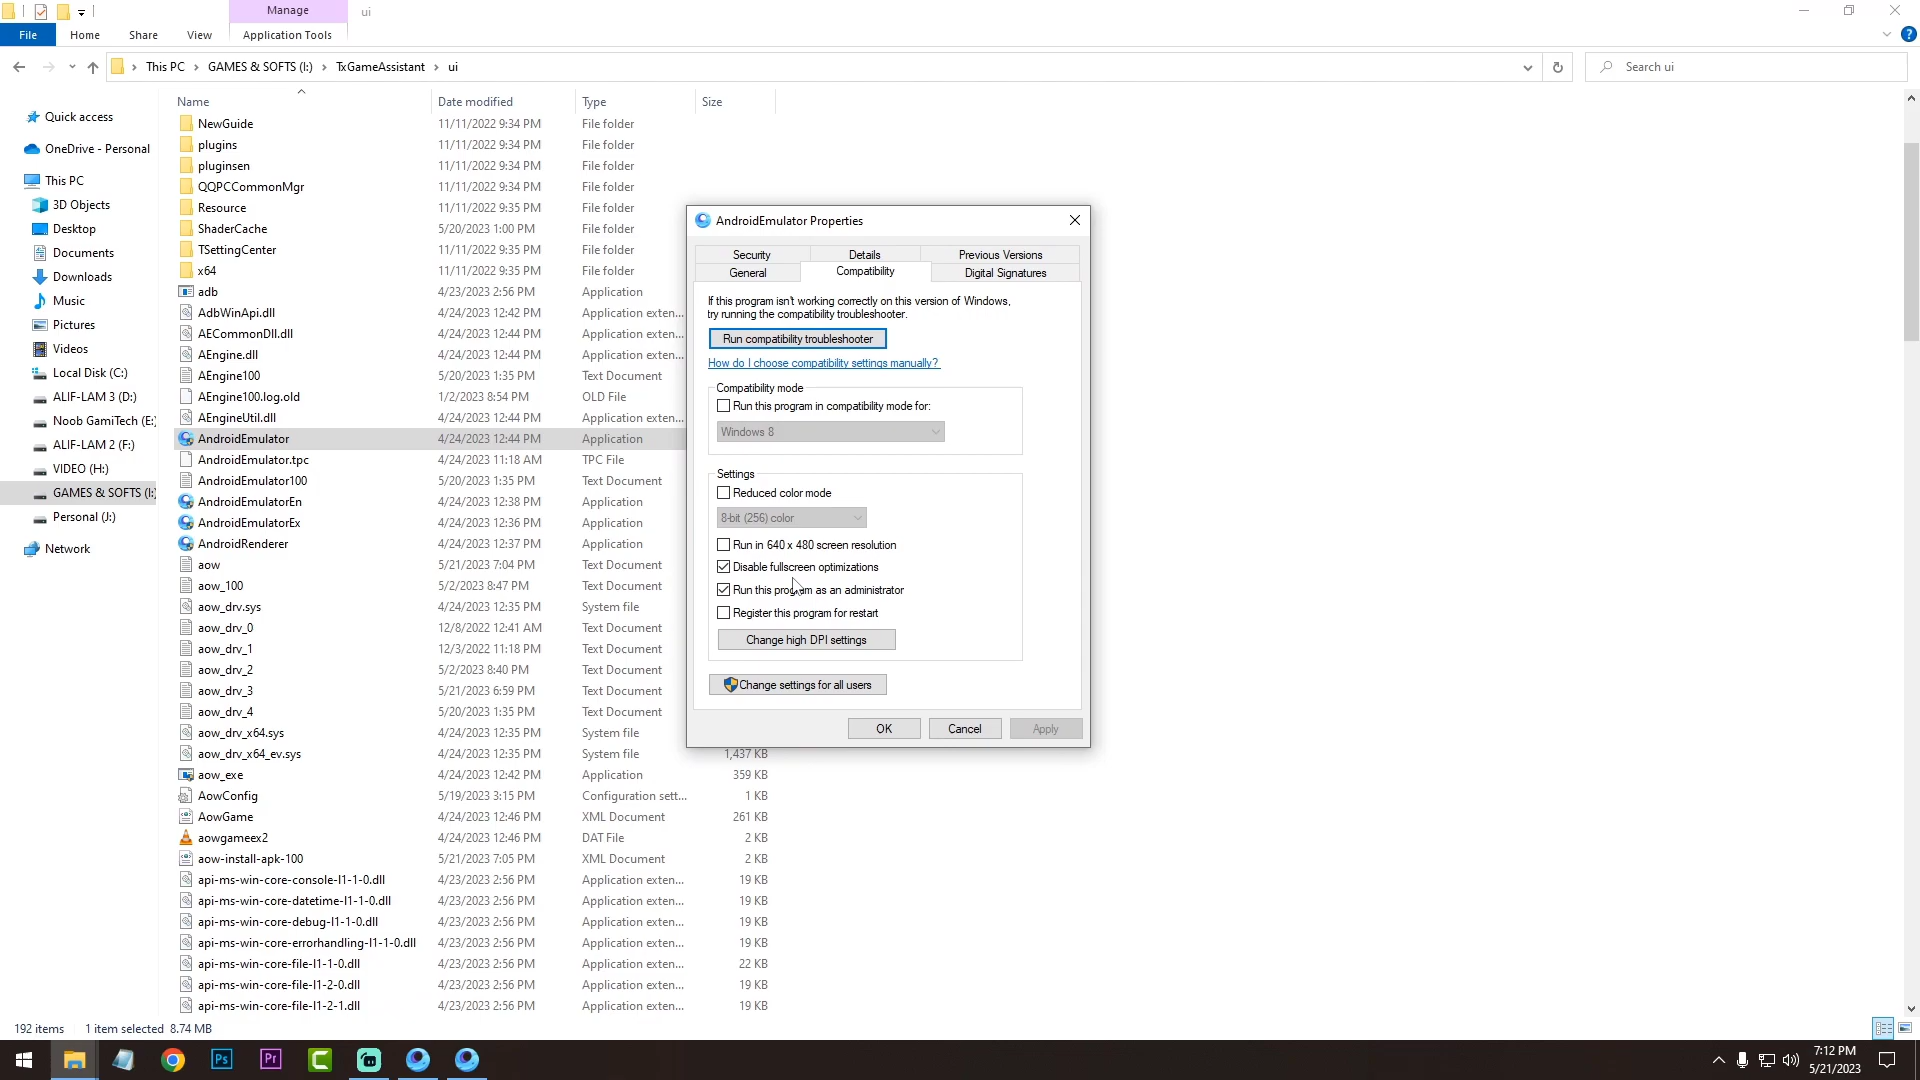 Manage
ui
File
Home
Share
View
Application Tools
This PC
GAMES & SOFTS (I:)
TxGameAssistant
ui
Search ui
Name
Date modified
Type
Size
Quick access
OneDrive - Personal
This PC
3D Objects
Desktop
Documents
Downloads
Music
Pictures
Videos
Local Disk (C:)
ALIF-LAM 3 (D:)
Noob GamiTech (E:
ALIF-LAM 2 (F:)
VIDEO (H:)
GAMES & SOFTS (I:
Personal (J:)
Network
NewGuide 11/11/2022 9:34 PM File folder
plugins 11/11/2022 9:34 PM File folder
pluginsen 11/11/2022 9:34 PM File folder
QQPCCommonMgr 11/11/2022 9:34 PM File folder
Resource 11/11/2022 9:35 PM File folder
ShaderCache 5/20/2023 1:00 PM File folder
TSettingCenter 11/11/2022 9:35 PM File folder
x64 11/11/2022 9:35 PM File folder
adb 4/23/2023 2:56 PM Application
AdbWinApi.dll 4/24/2023 12:42 PM Application exten...
AECommonDll.dll 4/24/2023 12:44 PM Application exten...
AEngine.dll 4/24/2023 12:44 PM Application exten...
AEngine100 5/20/2023 1:35 PM Text Document
AEngine100.log.old 1/2/2023 8:54 PM OLD File
AEngineUtil.dll 4/24/2023 12:44 PM Application exten...
AndroidEmulator 4/24/2023 12:44 PM Application
AndroidEmulator.tpc 4/24/2023 11:18 AM TPC File
AndroidEmulator100 5/20/2023 1:35 PM Text Document
AndroidEmulatorEn 4/24/2023 12:38 PM Application
AndroidEmulatorEx 4/24/2023 12:36 PM Application
AndroidRenderer 4/24/2023 12:37 PM Application
aow 5/21/2023 7:04 PM Text Document
aow_100 5/2/2023 8:47 PM Text Document
aow_drv.sys 4/24/2023 12:35 PM System file
aow_drv_0 12/8/2022 12:41 AM Text Document
aow_drv_1 12/3/2022 11:18 PM Text Document
aow_drv_2 5/2/2023 8:40 PM Text Document
aow_drv_3 5/21/2023 6:59 PM Text Document
aow_drv_4 5/20/2023 1:35 PM Text Document
aow_drv_x64.sys 4/24/2023 12:35 PM System file
aow_drv_x64_ev.sys 4/24/2023 12:35 PM System file 1,437 KB
aow_exe 4/24/2023 12:42 PM Application 359 KB
AowConfig 5/19/2023 3:15 PM Configuration sett... 1 KB
AowGame 4/24/2023 12:46 PM XML Document 261 KB
aowgameex2 4/24/2023 12:46 PM DAT File 2 KB
aow-install-apk-100 5/21/2023 7:05 PM XML Document 2 KB
api-ms-win-core-console-l1-1-0.dll 4/23/2023 2:56 PM Application exten... 19 KB
api-ms-win-core-datetime-l1-1-0.dll 4/23/2023 2:56 PM Application exten... 19 KB
api-ms-win-core-debug-l1-1-0.dll 4/23/2023 2:56 PM Application exten... 19 KB
api-ms-win-core-errorhandling-l1-1-0.dll 4/23/2023 2:56 PM Application exten... 19 KB
api-ms-win-core-file-l1-1-0.dll 4/23/2023 2:56 PM Application exten... 22 KB
api-ms-win-core-file-l1-2-0.dll 4/23/2023 2:56 PM Application exten... 19 KB
api-ms-win-core-file-l1-2-1.dll 4/23/2023 2:56 PM Application exten... 19 KB
AndroidEmulator Properties
Security Details Previous Versions
General Compatibility Digital Signatures
If this program isn't working correctly on this version of Windows,
try running the compatibility troubleshooter.
Run compatibility troubleshooter
How do I choose compatibility settings manually?
Compatibility mode
Run this program in compatibility mode for:
Windows 8
Settings
Reduced color mode
8-bit (256) color
Run in 640 x 480 screen resolution
Disable fullscreen optimizations
Run this program as an administrator
Register this program for restart
Change high DPI settings
Change settings for all users
OK Cancel Apply
192 items 1 item selected 8.74 MB
Ps
Pr
7:12 PM
5/21/2023